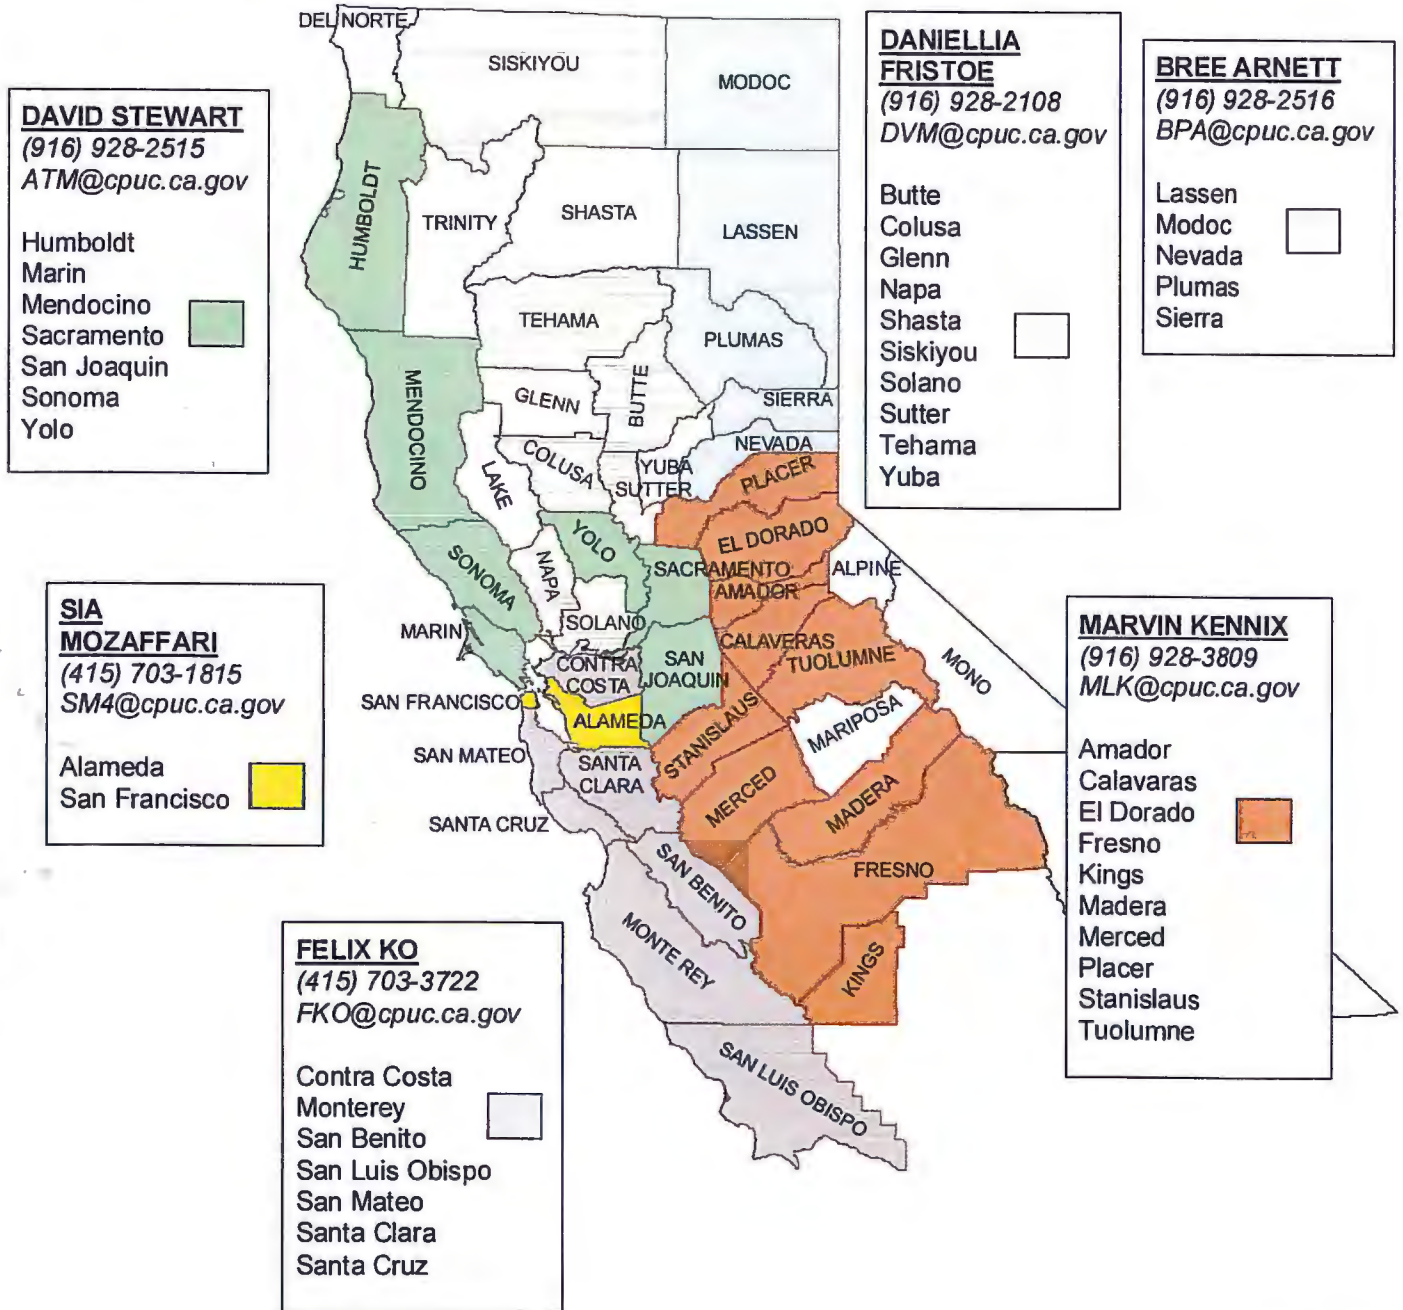 DEL NORTE
SISKIYOU
MODOC
HUMBOLDT
TRINITY
SHASTA
LASSEN
TEHAMA
PLUMAS
MENDOCINO
GLENN
BUTTE
SIERRA
LAKE
COLUSA
YUBA
NEVADA
SUTTER
PLACER
SONOMA
NAPA
YOLO
EL DORADO
SACRAMENTO
ALPINE
AMADOR
MARIN
SOLANO
CALAVERAS
CONTRA
COSTA
SAN
JOAQUIN
TUOLUMNE
MONO
SAN FRANCISCO
ALAMEDA
STANISLAUS
MARIPOSA
SAN MATEO
SANTA
CLARA
MERCED
MADERA
SANTA CRUZ
SAN BENITO
FRESNO
MONTE REY
KINGS
SAN LUIS OBISPO
DAVID STEWART
(916) 928-2515
ATM@cpuc.ca.gov
Humboldt
Marin
Mendocino
Sacramento
San Joaquin
Sonoma
Yolo
DANIELLIA
FRISTOE
(916) 928-2108
DVM@cpuc.ca.gov
Butte
Colusa
Glenn
Napa
Shasta
Siskiyou
Solano
Sutter
Tehama
Yuba
BREE ARNETT
(916) 928-2516
BPA@cpuc.ca.gov
Lassen
Modoc
Nevada
Plumas
Sierra
SIA
MOZAFFARI
(415) 703-1815
SM4@cpuc.ca.gov
Alameda
San Francisco
MARVIN KENNIX
(916) 928-3809
MLK@cpuc.ca.gov
Amador
Calavaras
El Dorado
Fresno
Kings
Madera
Merced
Placer
Stanislaus
Tuolumne
FELIX KO
(415) 703-3722
FKO@cpuc.ca.gov
Contra Costa
Monterey
San Benito
San Luis Obispo
San Mateo
Santa Clara
Santa Cruz